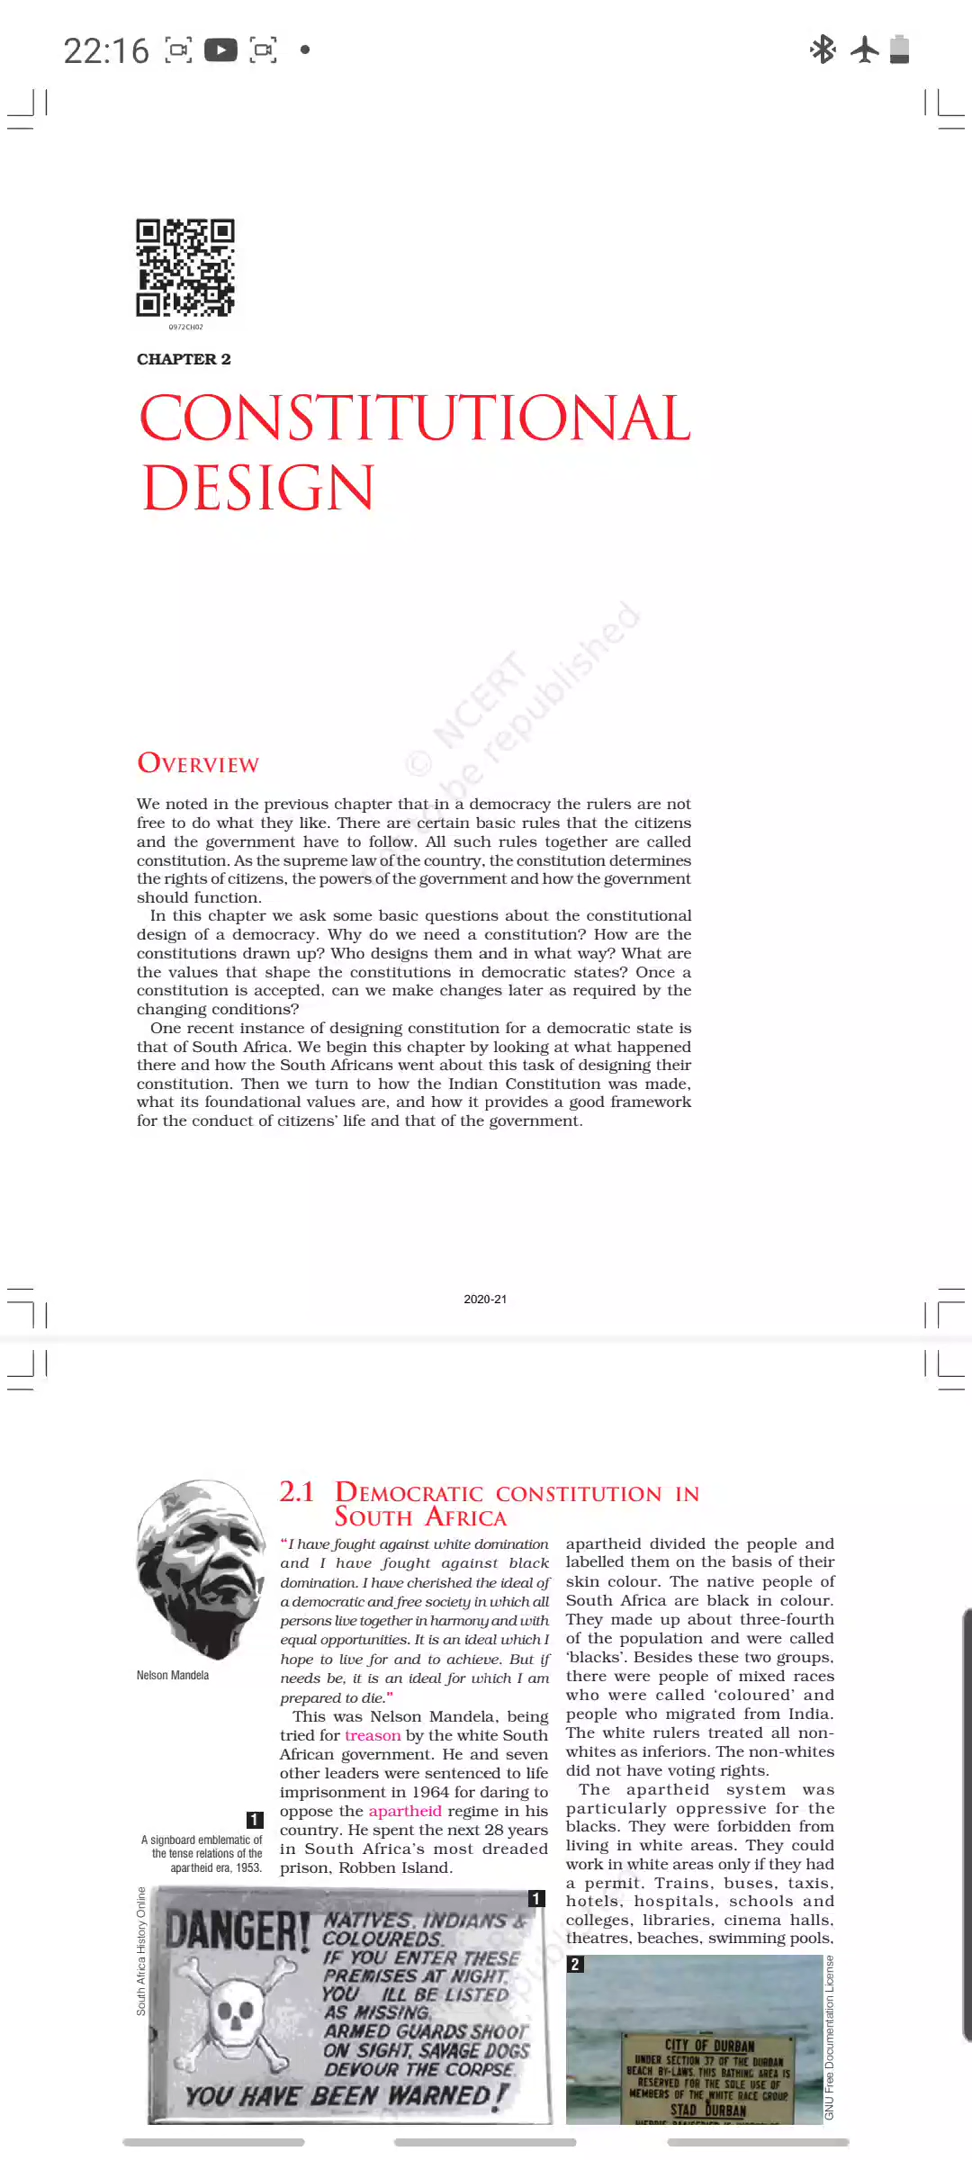 22:16
0972CH02
CHAPTER 2
CONSTITUTIONAL
DESIGN
© NCERT
not to be republished
OVERVIEW
We noted in the previous chapter that in a democracy the rulers are not
free to do what they like. There are certain basic rules that the citizens
and the government have to follow. All such rules together are called
constitution. As the supreme law of the country, the constitution determines
the rights of citizens, the powers of the government and how the government
should function.
In this chapter we ask some basic questions about the constitutional
design of a democracy. Why do we need a constitution? How are the
constitutions drawn up? Who designs them and in what way? What are
the values that shape the constitutions in democratic states? Once a
constitution is accepted, can we make changes later as required by the
changing conditions?
One recent instance of designing constitution for a democratic state is
that of South Africa. We begin this chapter by looking at what happened
there and how the South Africans went about this task of designing their
constitution. Then we turn to how the Indian Constitution was made,
what its foundational values are, and how it provides a good framework
for the conduct of citizens' life and that of the government.
2020-21
2.1 DEMOCRATIC CONSTITUTION IN
SOUTH AFRICA
Nelson Mandela
"I have fought against white domination
and I have fought against black
domination. I have cherished the ideal of
a democratic and free society in which all
persons live together in harmony and with
equal opportunities. It is an ideal which I
hope to live for and to achieve. But if
needs be, it is an ideal for which I am
prepared to die."
This was Nelson Mandela, being
tried for treason by the white South
African government. He and seven
other leaders were sentenced to life
imprisonment in 1964 for daring to
oppose the apartheid regime in his
country. He spent the next 28 years
in South Africa's most dreaded
prison, Robben Island.
1
A signboard emblematic of
the tense relations of the
apartheid era, 1953.
South Africa History Online
1
DANGER!
NATIVES, INDIANS &
COLOUREDS.
IF YOU ENTER THESE
PREMISES AT NIGHT,
YOU ILL BE LISTED
AS MISSING.
ARMED GUARDS SHOOT
ON SIGHT, SAVAGE DOGS
DEVOUR THE CORPSE.
YOU HAVE BEEN WARNED!
apartheid divided the people and
labelled them on the basis of their
skin colour. The native people of
South Africa are black in colour.
They made up about three-fourth
of the population and were called
'blacks'. Besides these two groups,
there were people of mixed races
who were called 'coloured' and
people who migrated from India.
The white rulers treated all non-
whites as inferiors. The non-whites
did not have voting rights.
The apartheid system was
particularly oppressive for the
blacks. They were forbidden from
living in white areas. They could
work in white areas only if they had
a permit. Trains, buses, taxis,
hotels, hospitals, schools and
colleges, libraries, cinema halls,
theatres, beaches, swimming pools,
2
CITY OF DURBAN
UNDER SECTION 37 OF THE DURBAN
BEACH BY-LAWS, THIS BATHING AREA IS
RESERVED FOR THE SOLE USE OF
MEMBERS OF THE WHITE RACE GROUP
STAD DURBAN
GNU Free Documentation License